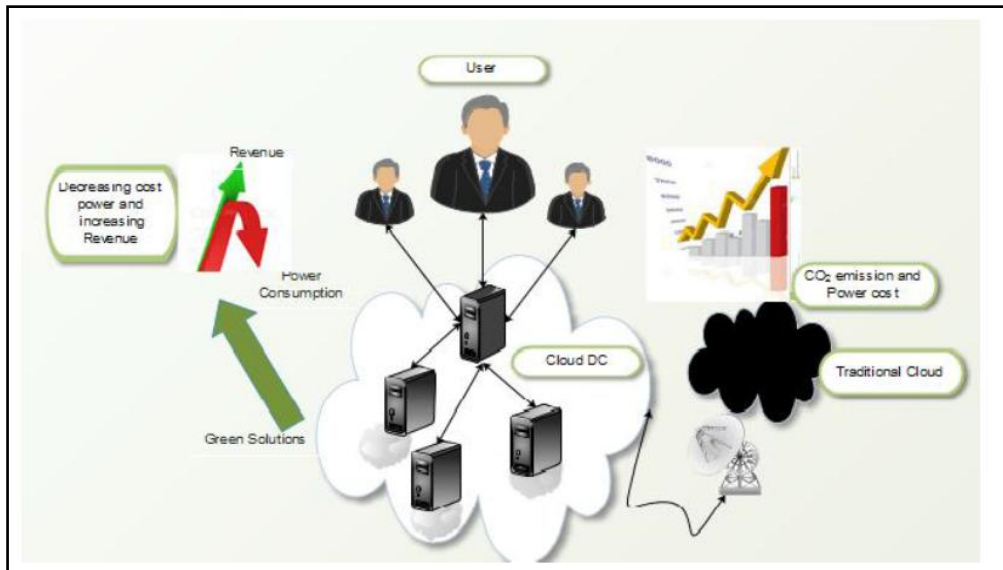 User
Revenue
Decreasing cost
power and
increasing
Revenue
Power
Consumption
CO₂ emission and
Power cost
Cloud DC
Traditional Cloud
Green Solutions